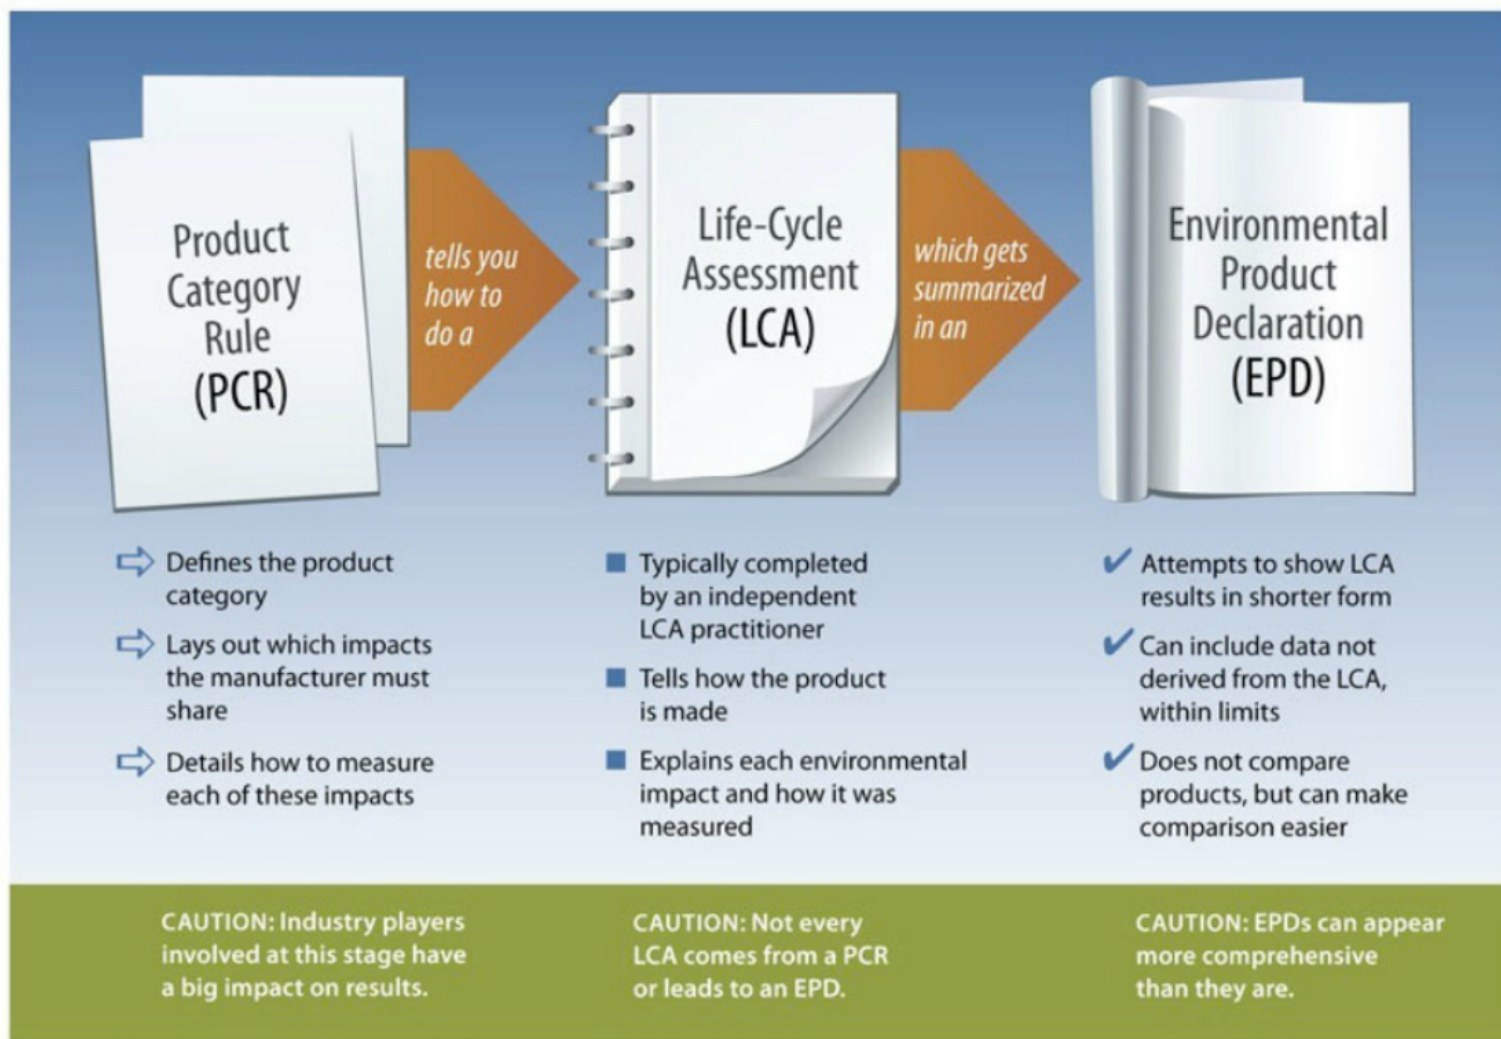 Product
Category
Rule
(PCR)
tells you
how to
do a
Life-Cycle
Assessment
(LCA)
which gets
summarized
in an
Environmental
Product
Declaration
(EPD)
Defines the product
category
Lays out which impacts
the manufacturer must
share
Details how to measure
each of these impacts
Typically completed
by an independent
LCA practitioner
Tells how the product
is made
Explains each environmental
impact and how it was
measured
Attempts to show LCA
results in shorter form
Can include data not
derived from the LCA,
within limits
Does not compare
products, but can make
comparison easier
CAUTION: Industry players
involved at this stage have
a big impact on results.
CAUTION: Not every
LCA comes from a PCR
or leads to an EPD.
CAUTION: EPDs can appear
more comprehensive
than they are.